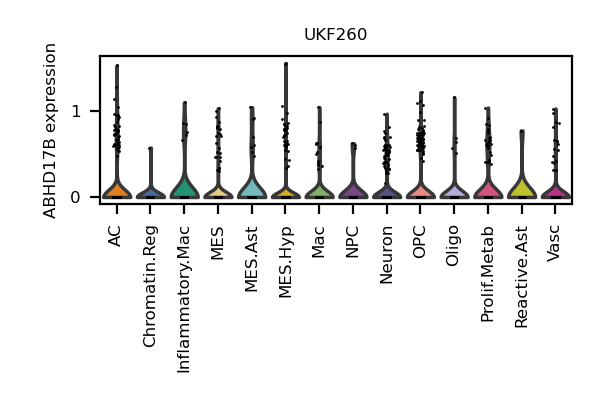 UKF260
ABHD17B expression
1
0
AC
Chromatin.Reg
Inflammatory.Mac
MES
MES.Ast
MES.Hyp
Mac
NPC
Neuron
OPC
Oligo
Prolif.Metab
Reactive.Ast
Vasc